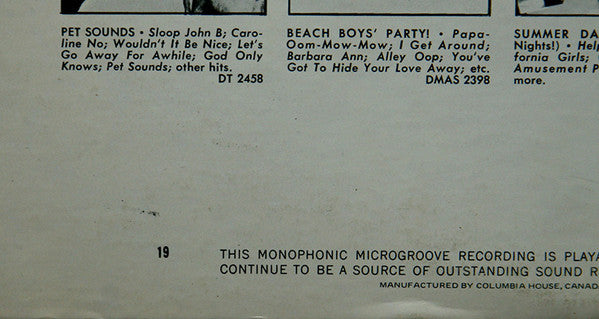 PET SOUNDS • Sloop John B; Caro-
line No; Wouldn't It Be Nice; Let's
Go Away For Awhile; God Only
Knows; Pet Sounds; other hits.
DT 2458
BEACH BOYS' PARTY! • Papa-
Oom-Mow-Mow; I Get Around;
Barbara Ann; Alley Oop; You've
Got To Hide Your Love Away; etc.
DMAS 2398
SUMMER DA
Nights!) • Hel
fornia Girls;
Amusement P
more.
19
THIS MONOPHONIC MICROGROOVE RECORDING IS PLAYA
CONTINUE TO BE A SOURCE OF OUTSTANDING SOUND R
MANUFACTURED BY COLUMBIA HOUSE, CANADA